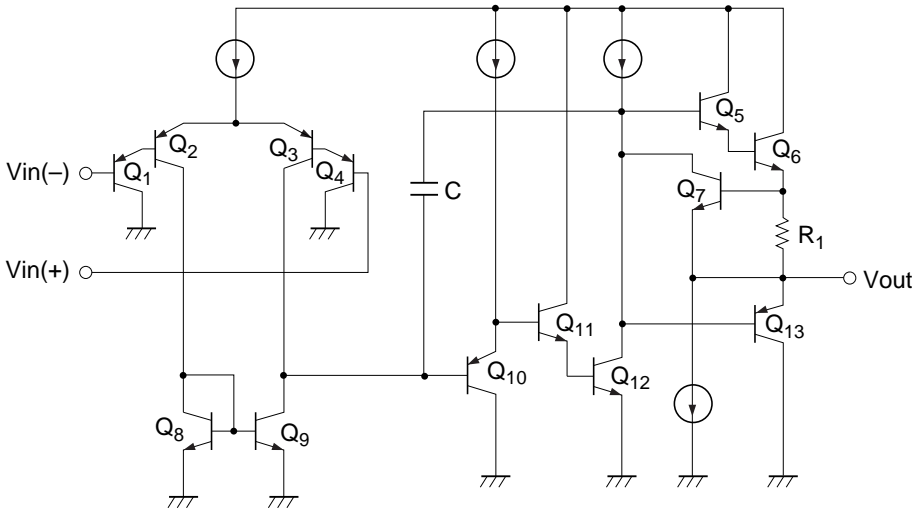 Q5
Q2
Q3
Q6
Vin(–)
Q1
Q4
Q7
C
R1
Vin(+)
Vout
Q11
Q13
Q10
Q12
Q8
Q9